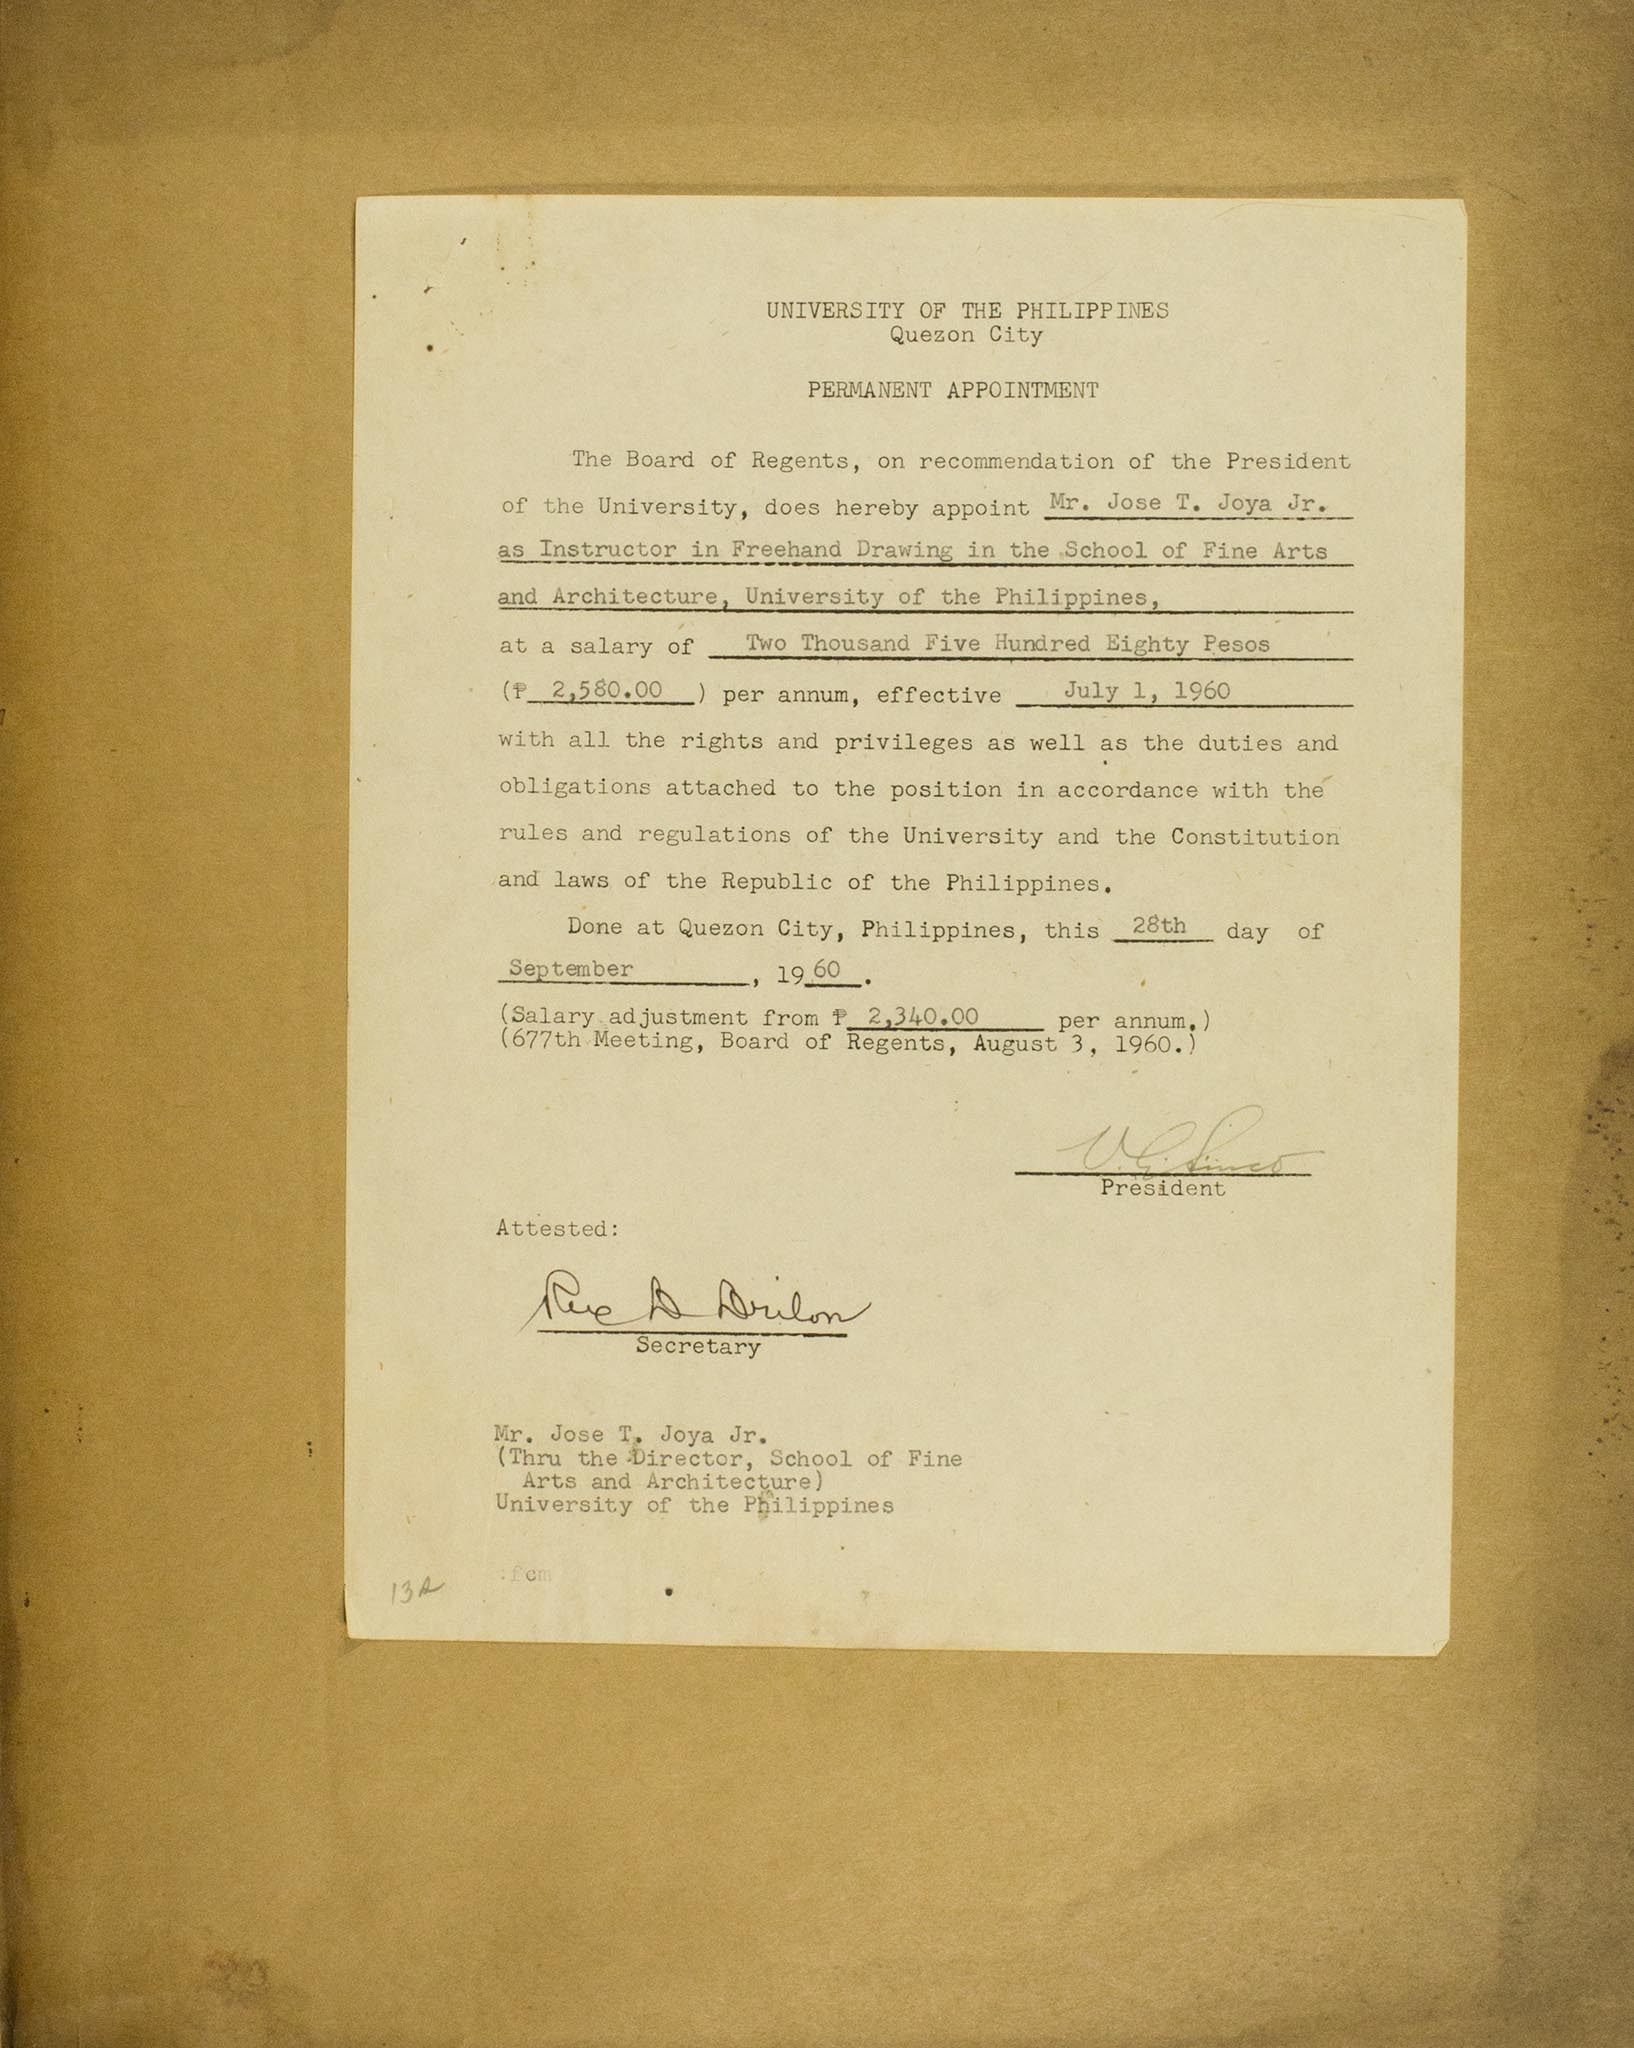 UNIVERSITY OF THE PHILIPPINES
Quezon City
PERMANENT APPOINTMENT
The Board of Regents, on recommendation of the President
of the University, does hereby appoint Mr. Jose T. Joya Jr.
as Instructor in Freehand Drawing in the School of Fine Arts
and Architecture, University of the Philippines,
at a salary of Two Thousand Five Hundred Eighty Pesos
(₱ 2,580.00 ) per annum, effective July 1, 1960
with all the rights and privileges as well as the duties and
obligations attached to the position in accordance with the
rules and regulations of the University and the Constitution
and laws of the Republic of the Philippines.
Done at Quezon City, Philippines, this 28th day of
September , 1960.
(Salary adjustment from ₱ 2,340.00 per annum.)
(677th Meeting, Board of Regents, August 3, 1960.)
V. G. Sinco
President
Attested:
Rex D Drilon
Secretary
Mr. Jose T. Joya Jr.
(Thru the Director, School of Fine
Arts and Architecture)
University of the Philippines
:fcm
13A